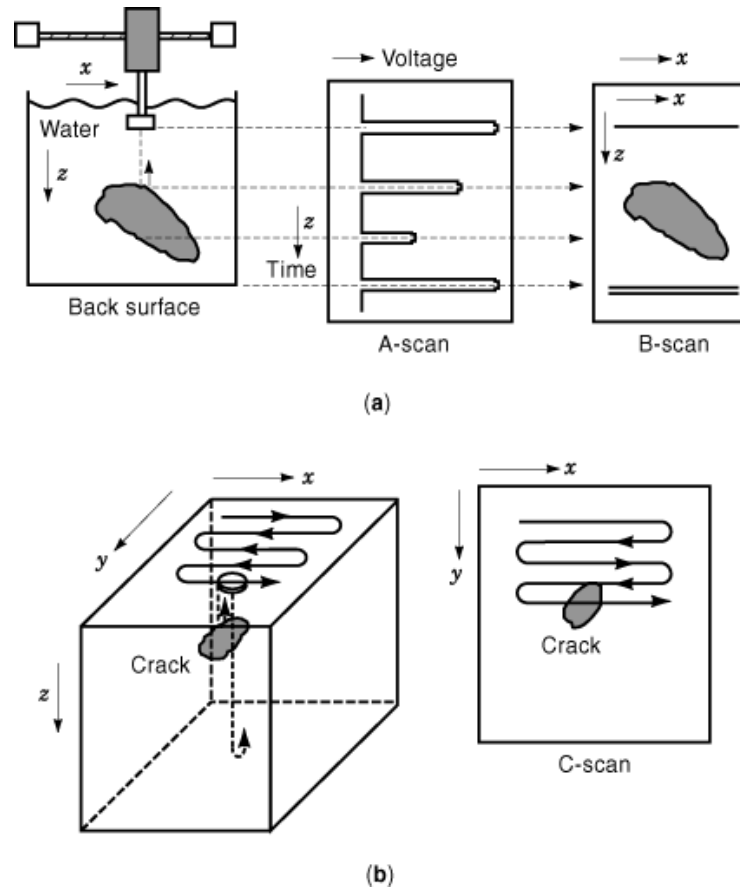 x
Water
z
Back surface
Voltage
z
Time
A-scan
x
x
z
B-scan
(a)
x
y
Crack
z
x
y
Crack
C-scan
(b)